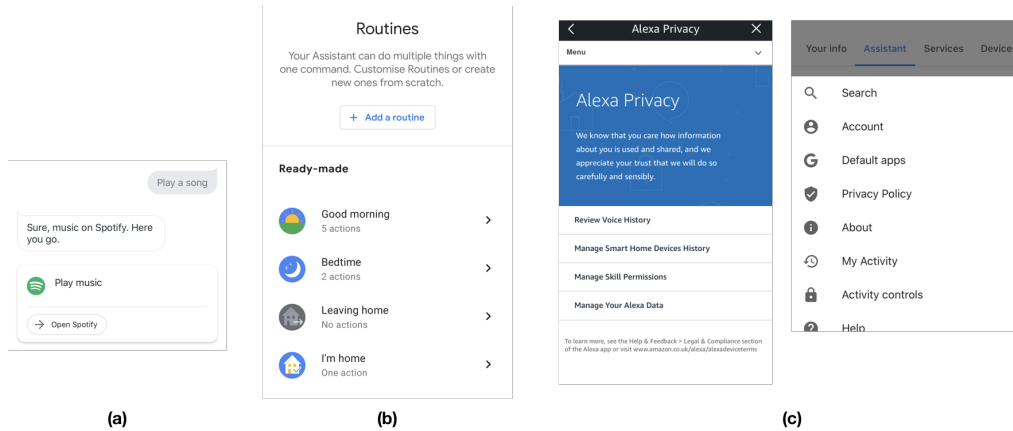 Play a song
Sure, music on Spotify. Here
you go.
Play music
Open Spotify
(a)
Routines
Your Assistant can do multiple things with
one command. Customise Routines or create
new ones from scratch.
+ Add a routine
Ready-made
Good morning
5 actions
Bedtime
2 actions
Leaving home
No actions
I'm home
One action
(b)
Alexa Privacy
Menu
Alexa Privacy
We know that you care how information
about you is used and shared, and we
appreciate your trust that we will do so
carefully and sensibly.
Review Voice History
Manage Smart Home Devices History
Manage Skill Permissions
Manage Your Alexa Data
To learn more, see the Help & Feedback > Legal & Compliance section
of the Alexa app or visit www.amazon.co.uk/alexa/alexadeviceterms
Your info Assistant Services Device
Search
Account
Default apps
Privacy Policy
About
My Activity
Activity controls
Help
(c)